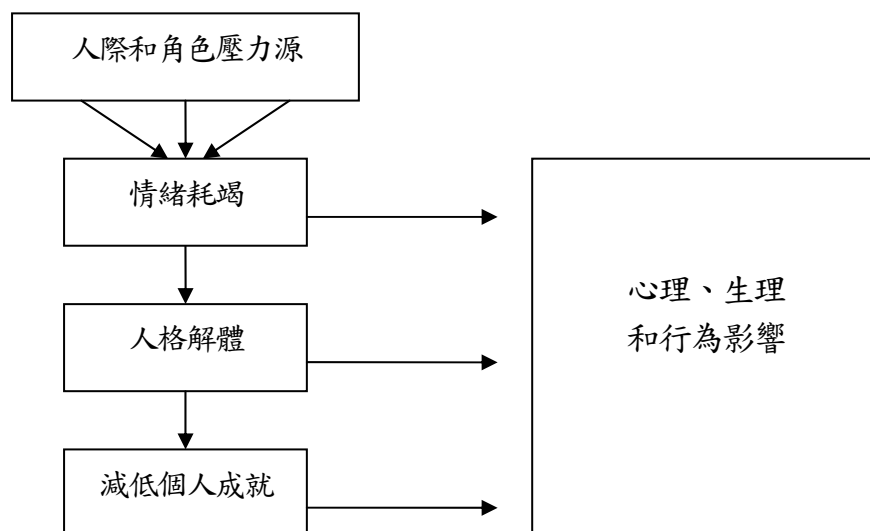 人際和角色壓力源
情緒耗竭
人格解體
減低個人成就
心理、生理
和行為影響